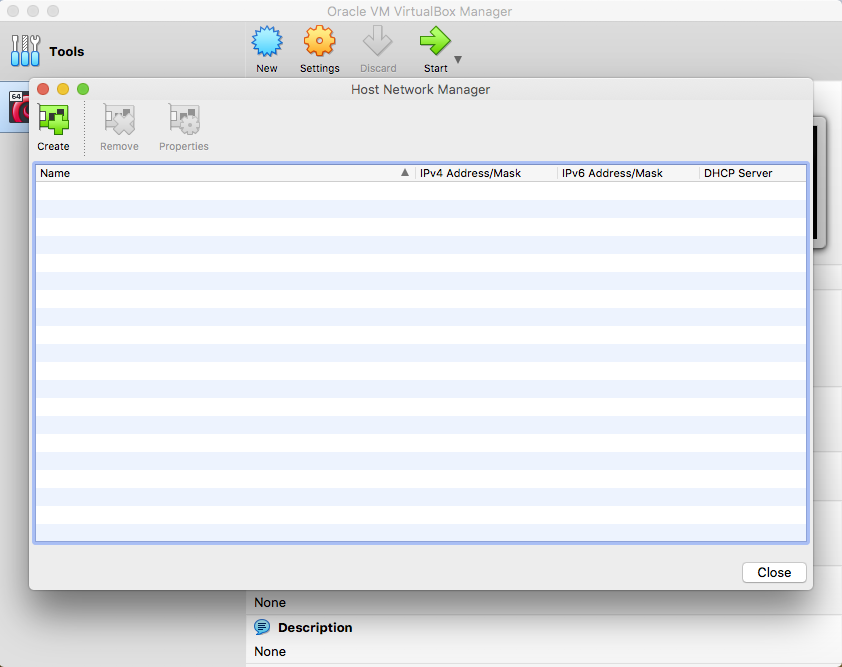 Oracle VM VirtualBox Manager
Tools
New Settings Discard Start
64
Host Network Manager
Create Remove Properties
Name IPv4 Address/Mask IPv6 Address/Mask DHCP Server
Close
None
Description
None